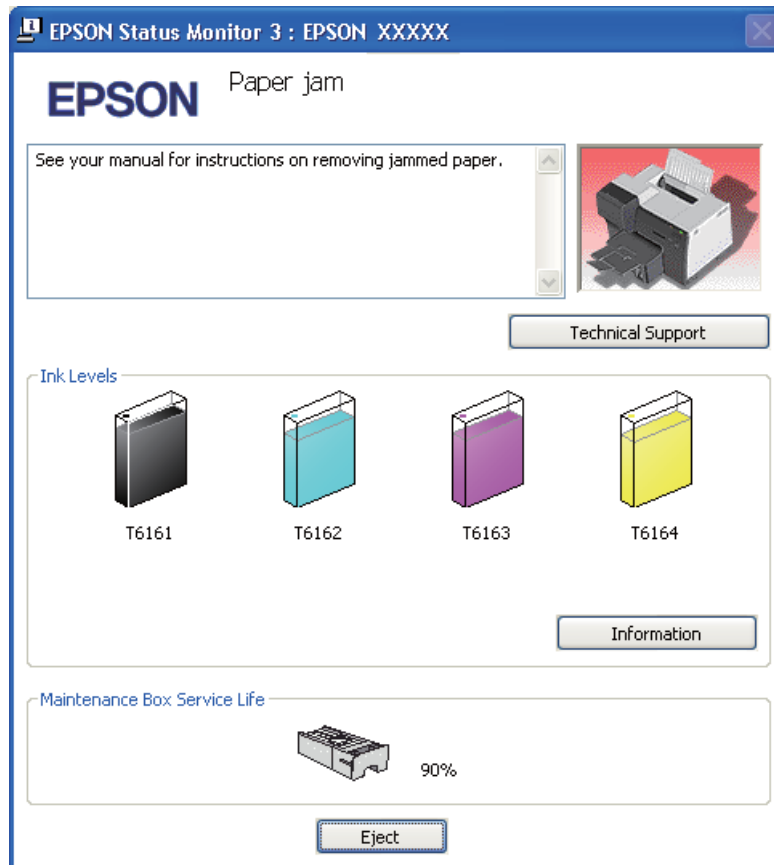 EPSON Status Monitor 3 : EPSON XXXXX
EPSON
Paper jam
See your manual for instructions on removing jammed paper.
Technical Support
Ink Levels
T6161
T6162
T6163
T6164
Information
Maintenance Box Service Life
90%
Eject